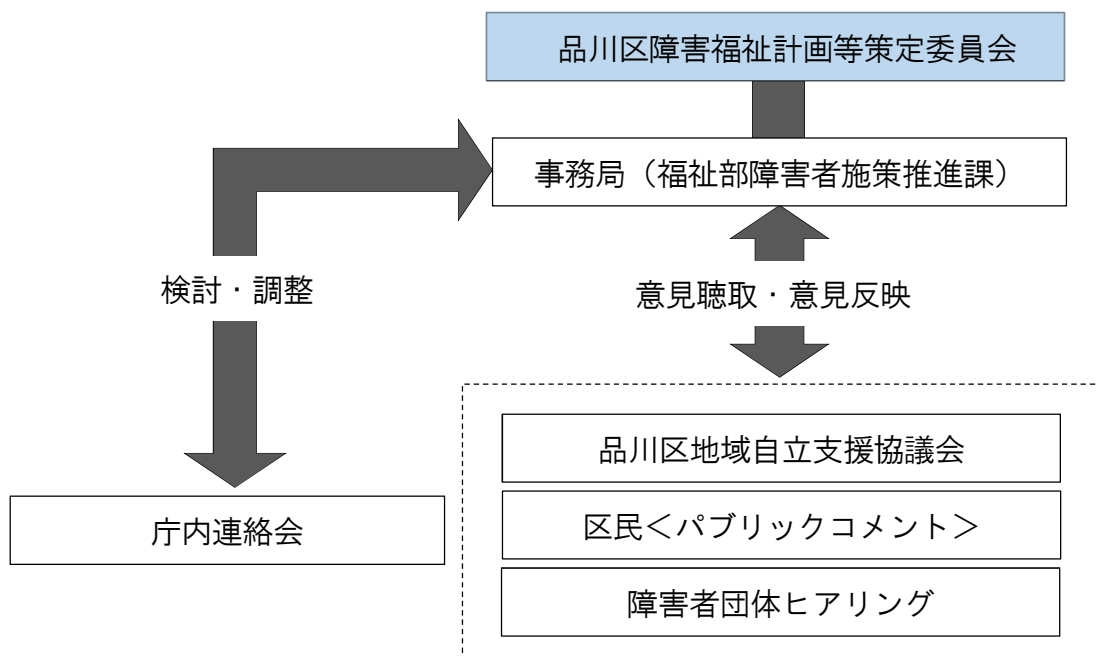 品川区障害福祉計画等策定委員会
事務局（福祉部障害者施策推進課）
検討・調整
意見聴取・意見反映
品川区地域自立支援協議会
庁内連絡会
区民＜パブリックコメント＞
障害者団体ヒアリング